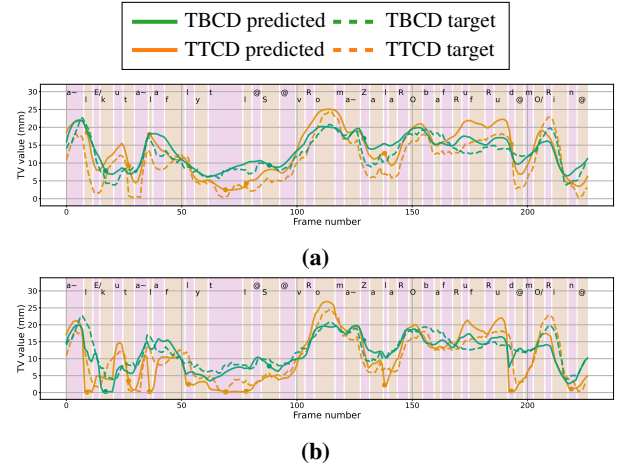 TBCD predicted TBCD target
TTCD predicted TTCD target
TV value (mm)
30
25
20
15
10
5
0
a~ E/ u a~ l t @ @ R m Z l R b f u R d m R n
l k t l f y l S v o a~ a a O a R u @ O/ i @
0 50 100 150 200
Frame number
(a)
TV value (mm)
30
25
20
15
10
5
0
a~ E/ u a~ l t @ @ R m Z l R b f u R d m R n
l k t l f y l S v o a~ a a O a R u @ O/ i @
0 50 100 150 200
Frame number
(b)